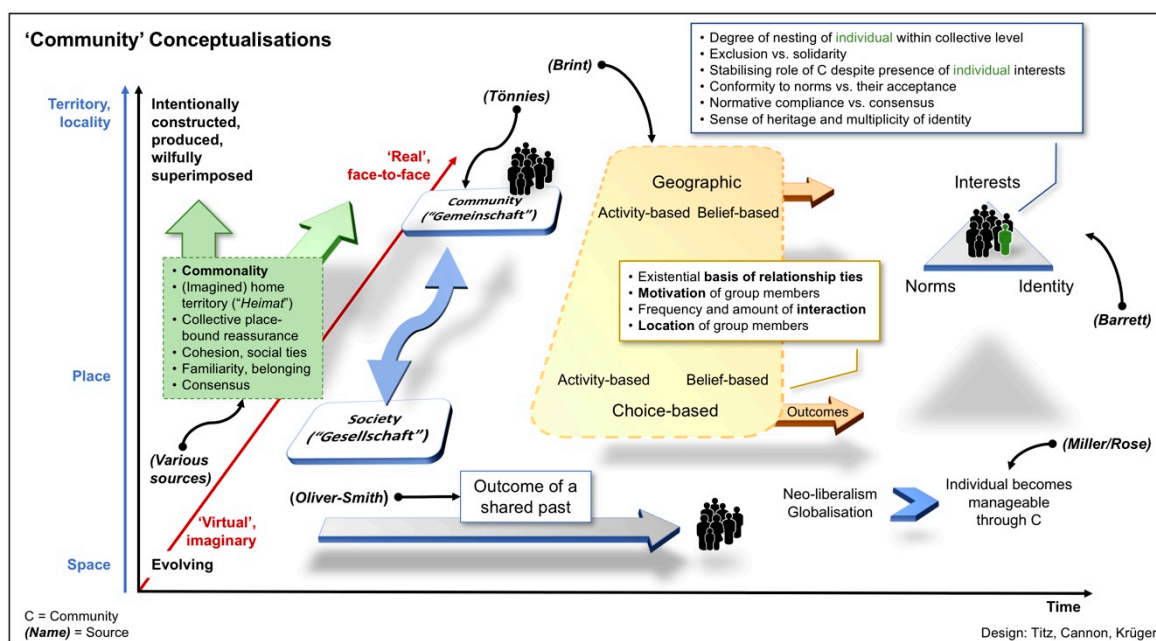 ‘Community’ Conceptualisations
Territory,
locality
Place
Space
Intentionally
constructed,
produced,
wilfully
superimposed
• Commonality
• (Imagined) home
territory (“Heimat”)
• Collective place-
bound reassurance
• Cohesion, social ties
• Familiarity, belonging
• Consensus
(Various
sources)
‘Virtual’,
imaginary
Evolving
‘Real’,
face-to-face
(Tönnies)
Community
(“Gemeinschaft”)
Society
(“Gesellschaft”)
(Oliver-Smith)
Outcome of a
shared past
(Brint)
Geographic
Activity-based Belief-based
• Existential basis of relationship ties
• Motivation of group members
• Frequency and amount of interaction
• Location of group members
Activity-based Belief-based
Choice-based
Outcomes
• Degree of nesting of individual within collective level
• Exclusion vs. solidarity
• Stabilising role of C despite presence of individual interests
• Conformity to norms vs. their acceptance
• Normative compliance vs. consensus
• Sense of heritage and multiplicity of identity
Interests
Norms Identity
(Barrett)
(Miller/Rose)
Neo-liberalism
Globalisation
Individual becomes
manageable
through C
Time
C = Community
(Name) = Source
Design: Titz, Cannon, Krüger